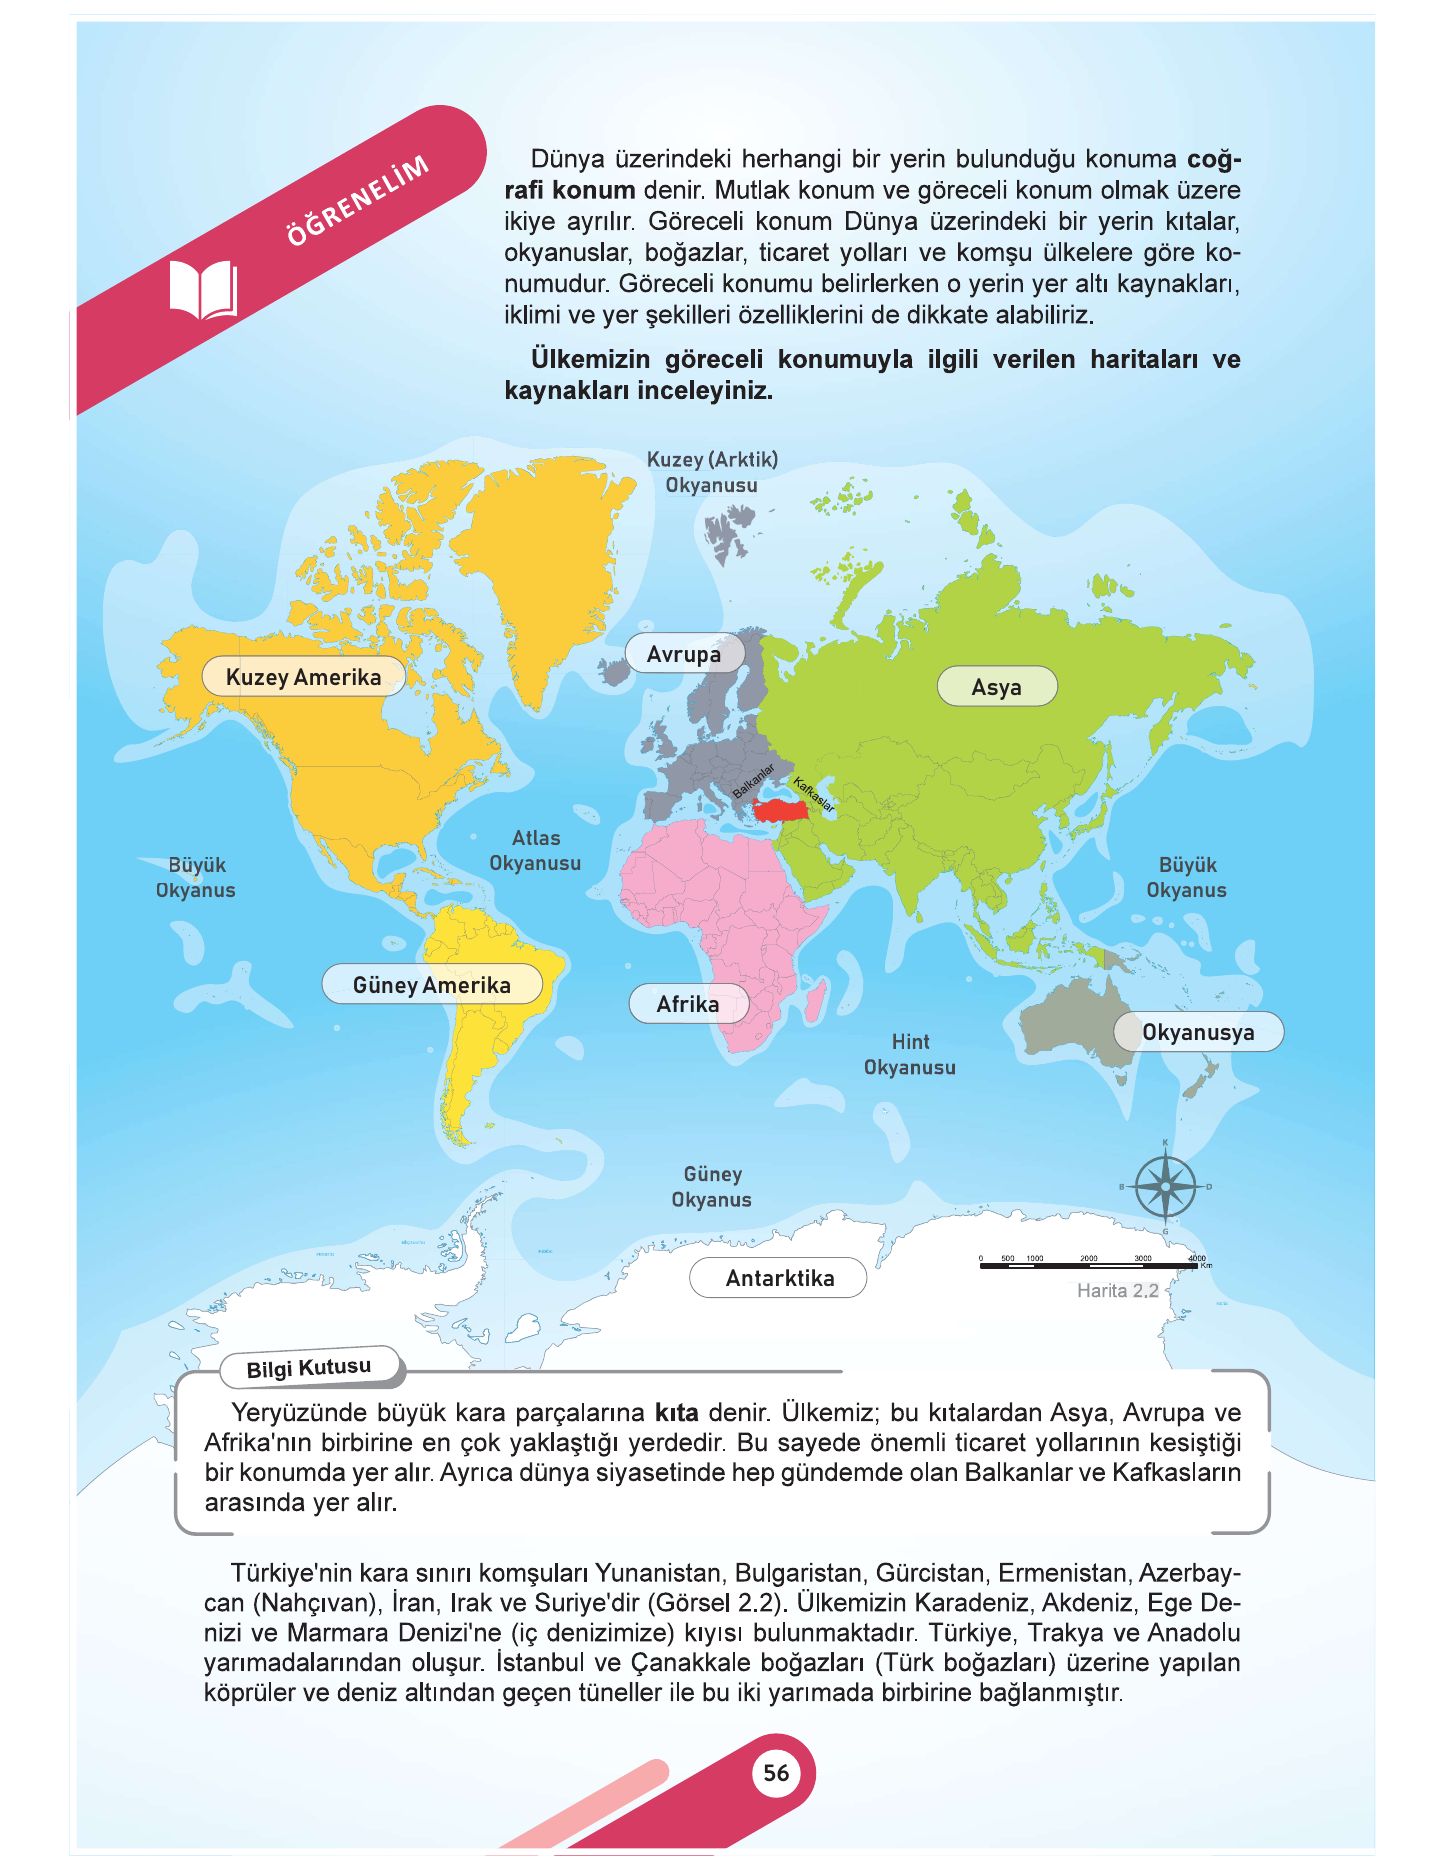 ÖĞRENELİM
Dünya üzerindeki herhangi bir yerin bulunduğu konuma coğ-
rafi konum denir. Mutlak konum ve göreceli konum olmak üzere
ikiye ayrılır. Göreceli konum Dünya üzerindeki bir yerin kıtalar,
okyanuslar, boğazlar, ticaret yolları ve komşu ülkelere göre ko-
numudur. Göreceli konumu belirlerken o yerin yer altı kaynakları,
iklimi ve yer şekilleri özelliklerini de dikkate alabiliriz.
Ülkemizin göreceli konumuyla ilgili verilen haritaları ve
kaynakları inceleyiniz.
Kuzey (Arktik)
Okyanusu
Avrupa
Kuzey Amerika
Asya
Balkanlar
Kafkaslar
Atlas
Okyanusu
Büyük
Okyanus
Büyük
Okyanus
Güney Amerika
Afrika
Okyanusya
Hint
Okyanusu
Güney
Okyanus
K
B
D
G
Antarktika
0 500 1000 2000 3000 4000
Km
Harita 2.2
Bilgi Kutusu
Yeryüzünde büyük kara parçalarına kıta denir. Ülkemiz; bu kıtalardan Asya, Avrupa ve
Afrika'nın birbirine en çok yaklaştığı yerdedir. Bu sayede önemli ticaret yollarının kesiştiği
bir konumda yer alır. Ayrıca dünya siyasetinde hep gündemde olan Balkanlar ve Kafkasların
arasında yer alır.
Türkiye'nin kara sınırı komşuları Yunanistan, Bulgaristan, Gürcistan, Ermenistan, Azerbay-
can (Nahçıvan), İran, Irak ve Suriye'dir (Görsel 2.2). Ülkemizin Karadeniz, Akdeniz, Ege De-
nizi ve Marmara Denizi'ne (iç denizimize) kıyısı bulunmaktadır. Türkiye, Trakya ve Anadolu
yarımadalarından oluşur. İstanbul ve Çanakkale boğazları (Türk boğazları) üzerine yapılan
köprüler ve deniz altından geçen tüneller ile bu iki yarımada birbirine bağlanmıştır.
56